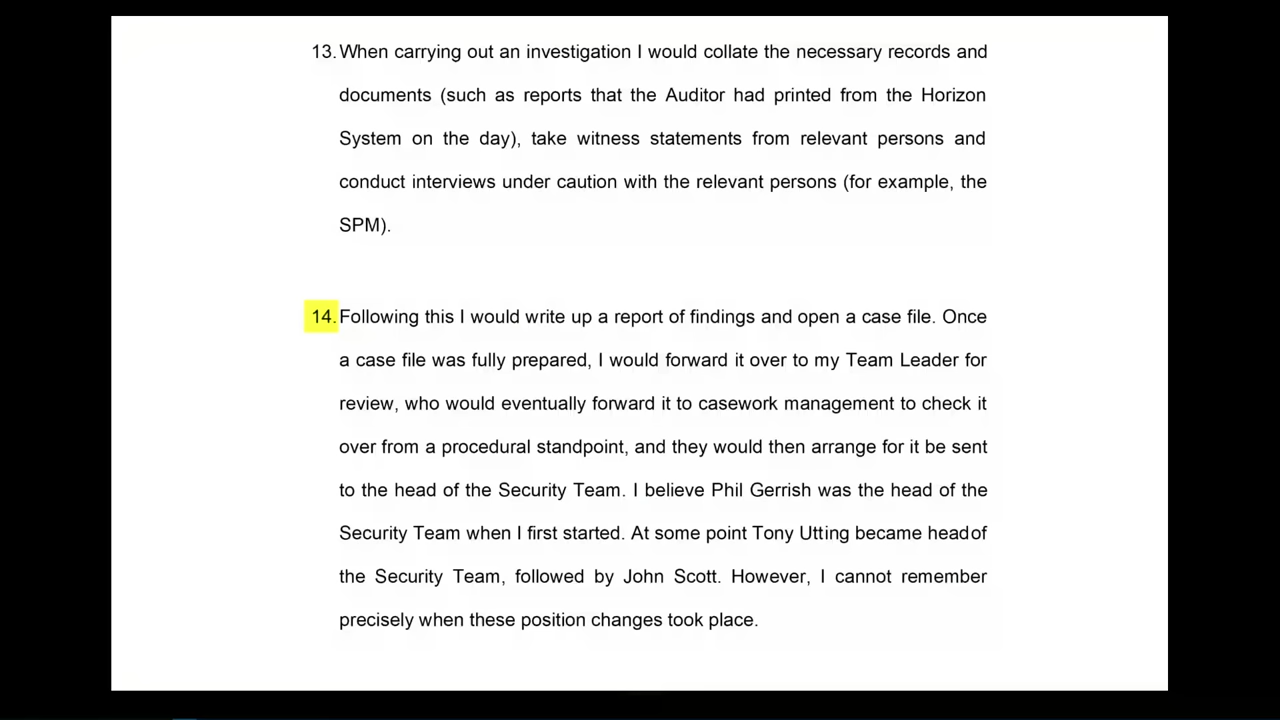 13. When carrying out an investigation I would collate the necessary records and
documents (such as reports that the Auditor had printed from the Horizon
System on the day), take witness statements from relevant persons and
conduct interviews under caution with the relevant persons (for example, the
SPM).
14. Following this I would write up a report of findings and open a case file. Once
a case file was fully prepared, I would forward it over to my Team Leader for
review, who would eventually forward it to casework management to check it
over from a procedural standpoint, and they would then arrange for it be sent
to the head of the Security Team. I believe Phil Gerrish was the head of the
Security Team when I first started. At some point Tony Utting became head of
the Security Team, followed by John Scott. However, I cannot remember
precisely when these position changes took place.